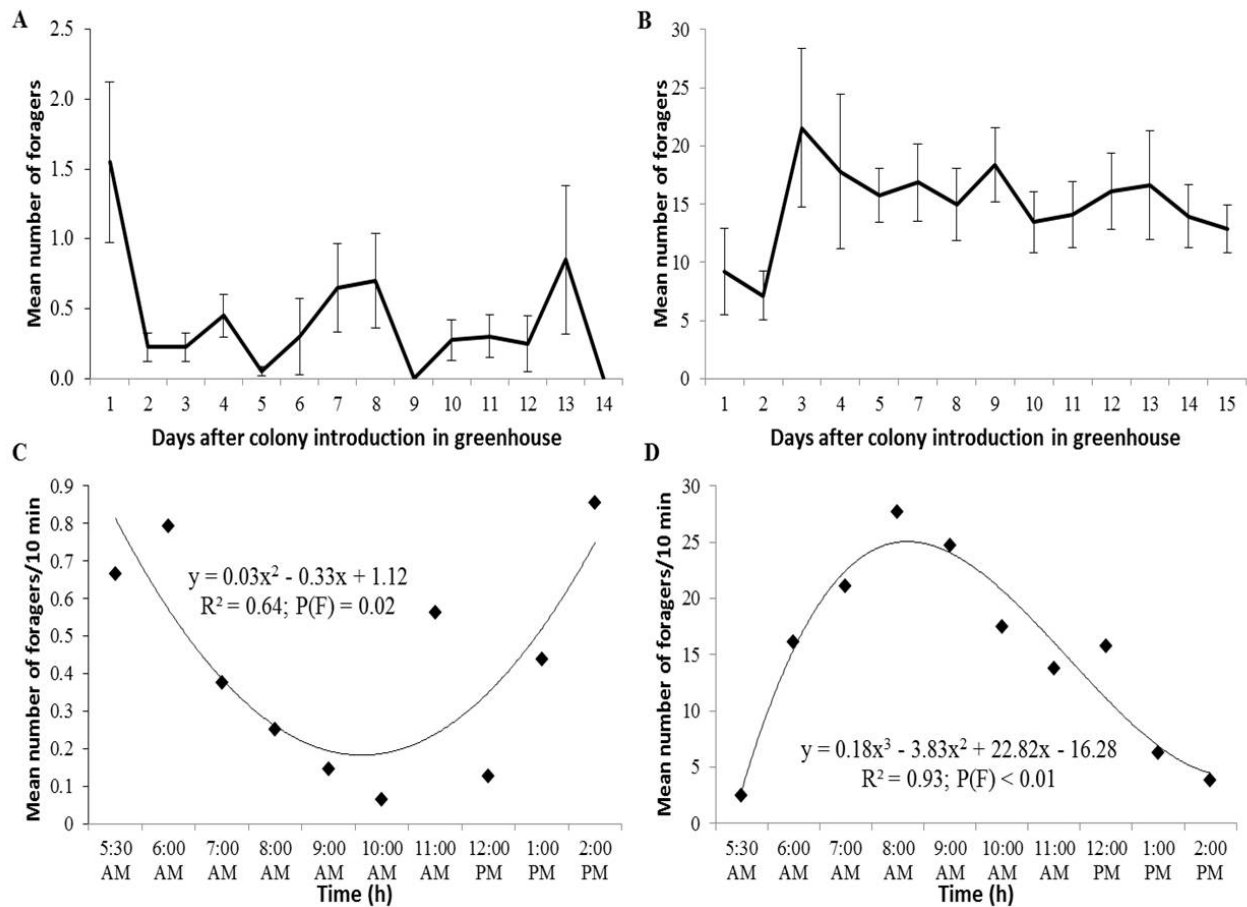 A
Mean number of foragers
2.5
2.0
1.5
1.0
0.5
0.0
1 2 3 4 5 6 7 8 9 10 11 12 13 14
Days after colony introduction in greenhouse
B
Mean number of foragers
30
25
20
15
10
5
0
1 2 3 4 5 7 8 9 10 11 12 13 14 15
Days after colony introduction in greenhouse
C
Mean number of foragers/10 min
0.9
0.8
0.7
0.6
0.5
0.4
0.3
0.2
0.1
0
y = 0.03x² - 0.33x + 1.12
R² = 0.64; P(F) = 0.02
5:30 6:00 7:00 8:00 9:00 10:00 11:00 12:00 1:00 2:00
AM AM AM AM AM AM AM PM PM PM
Time (h)
D
Mean number of foragers/10 min
30
25
20
15
10
5
0
y = 0.18x³ - 3.83x² + 22.82x - 16.28
R² = 0.93; P(F) < 0.01
5:30 6:00 7:00 8:00 9:00 10:00 11:00 12:00 1:00 2:00
AM AM AM AM AM AM AM PM PM PM
Time (h)